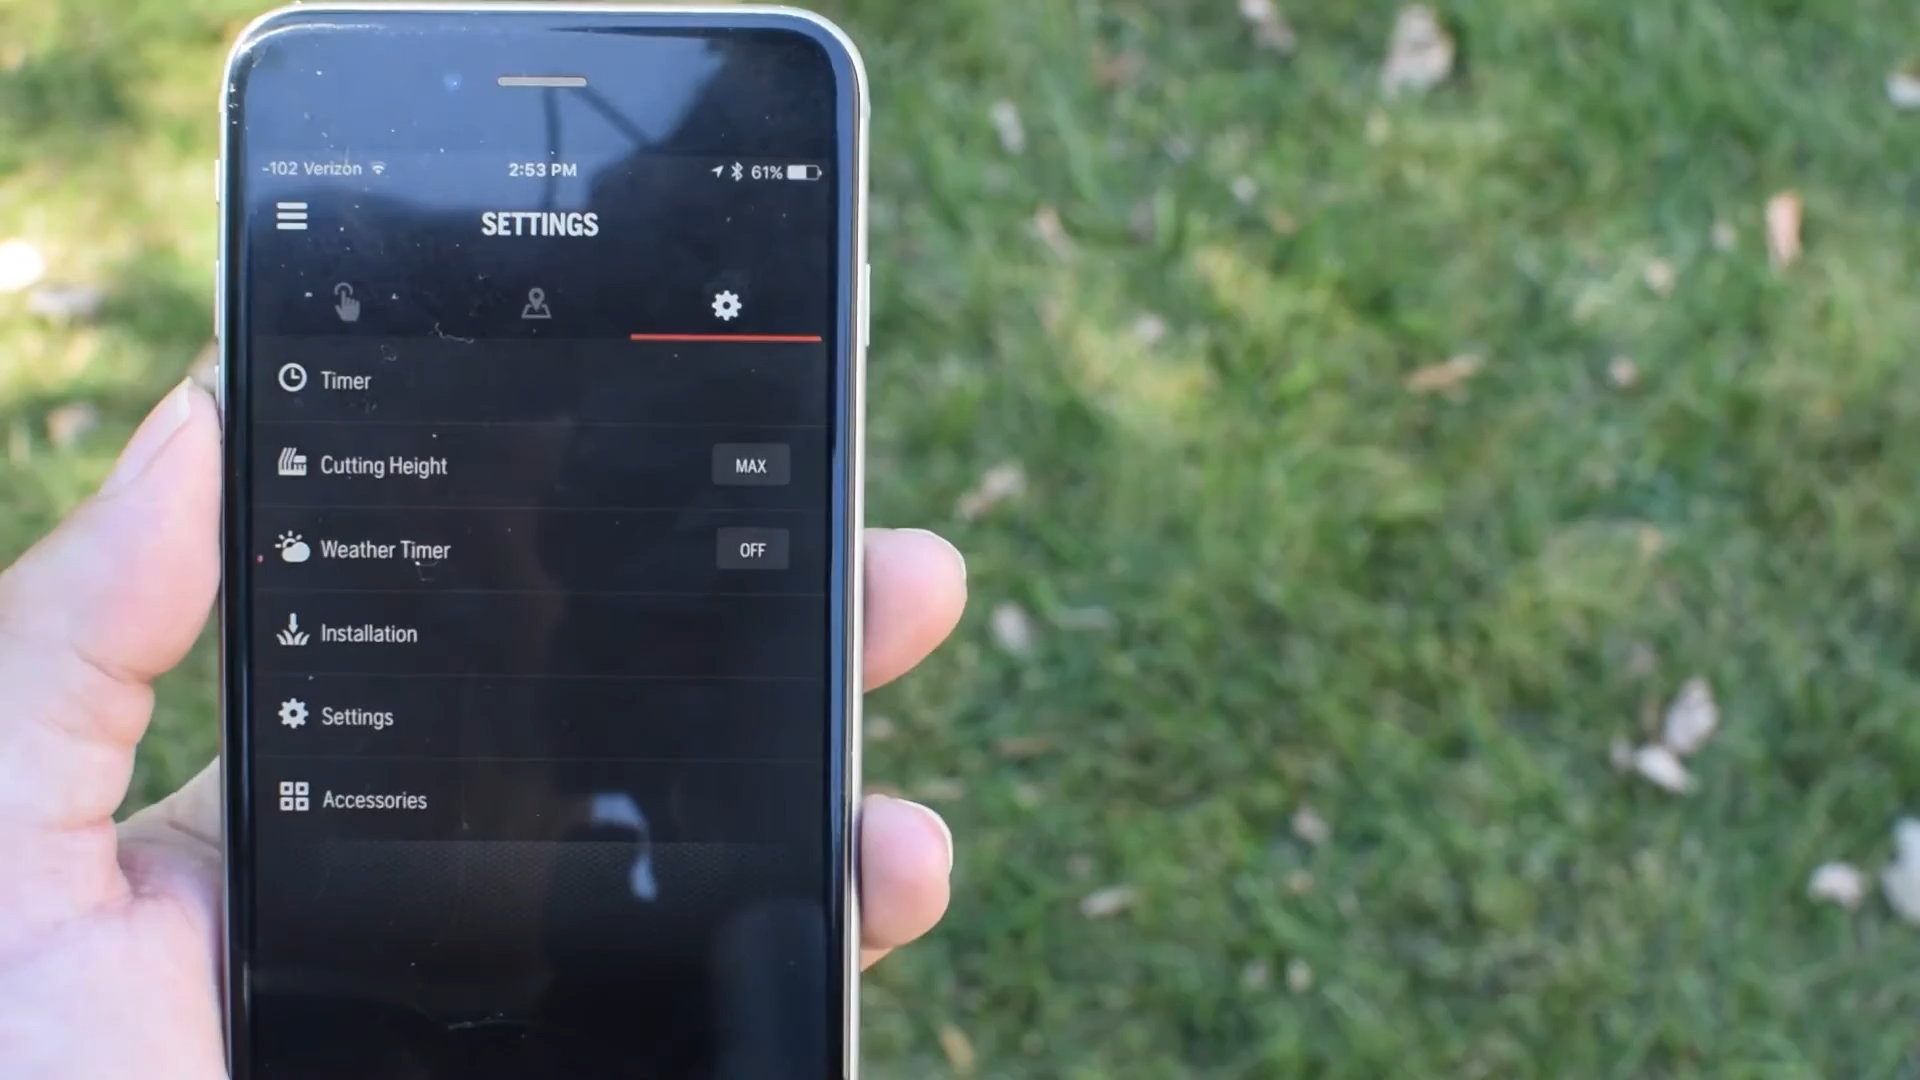 -102 Verizon 2:53 PM 61%
SETTINGS
Timer
Cutting Height MAX
Weather Timer OFF
Installation
Settings
Accessories